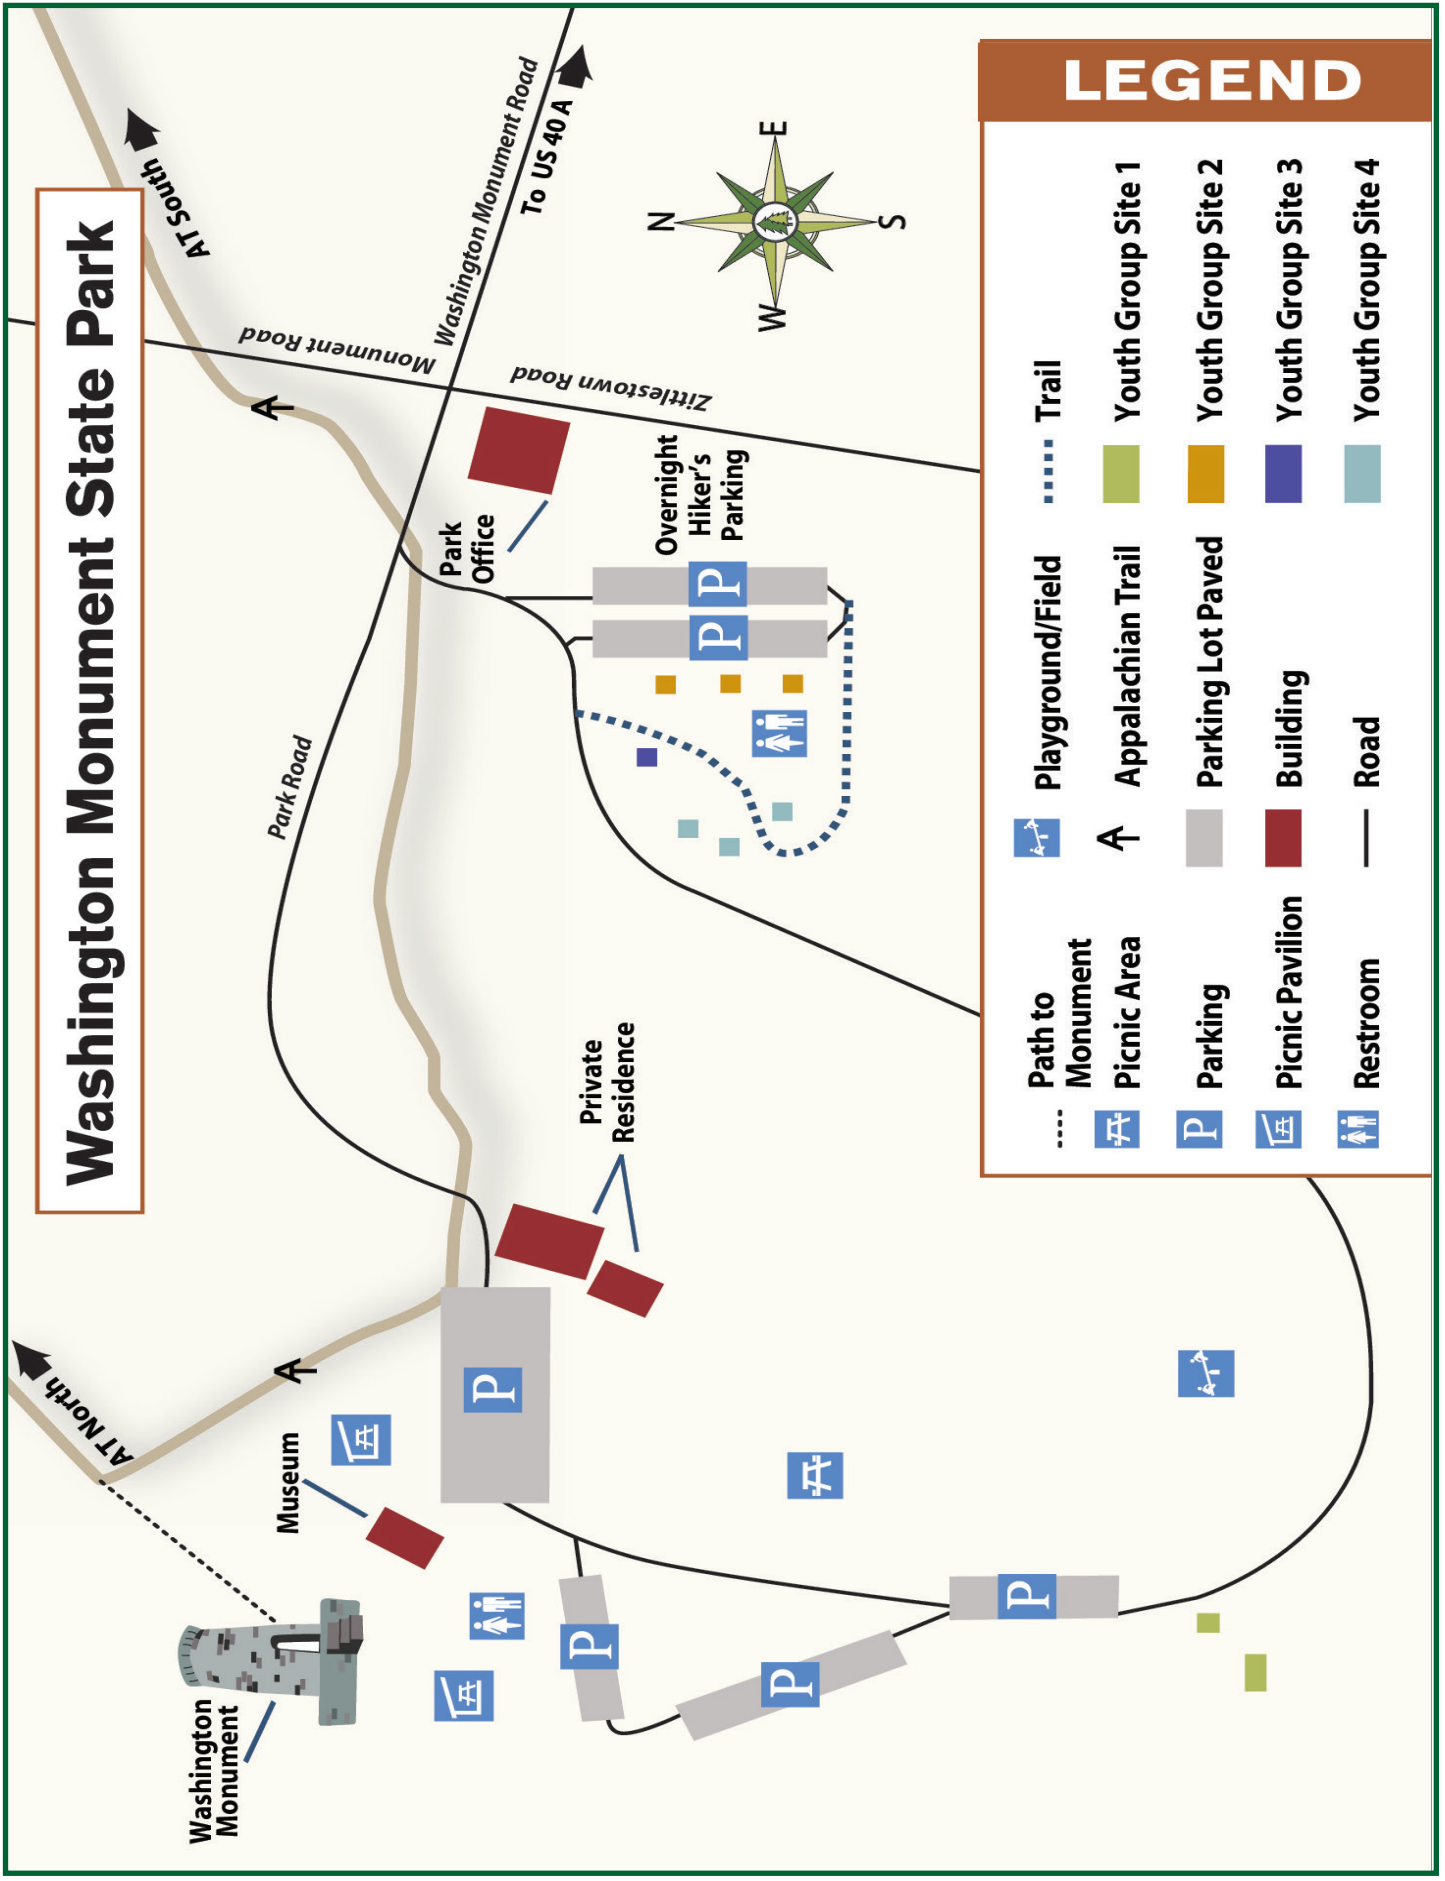 Washington Monument State Park
AT North
AT South
Washington
Monument
Museum
Park Road
Monument Road
Washington Monument Road
To US 40 A
Zittlestown Road
Park
Office
Private
Residence
Overnight
Hiker's
Parking
P
P
P
P
P
P
A
A
N
E
S
W
LEGEND
Path to
Monument
Picnic Area
P
Parking
Picnic Pavilion
Restroom
Playground/Field
A
Appalachian Trail
Parking Lot Paved
Building
Road
Trail
Youth Group Site 1
Youth Group Site 2
Youth Group Site 3
Youth Group Site 4